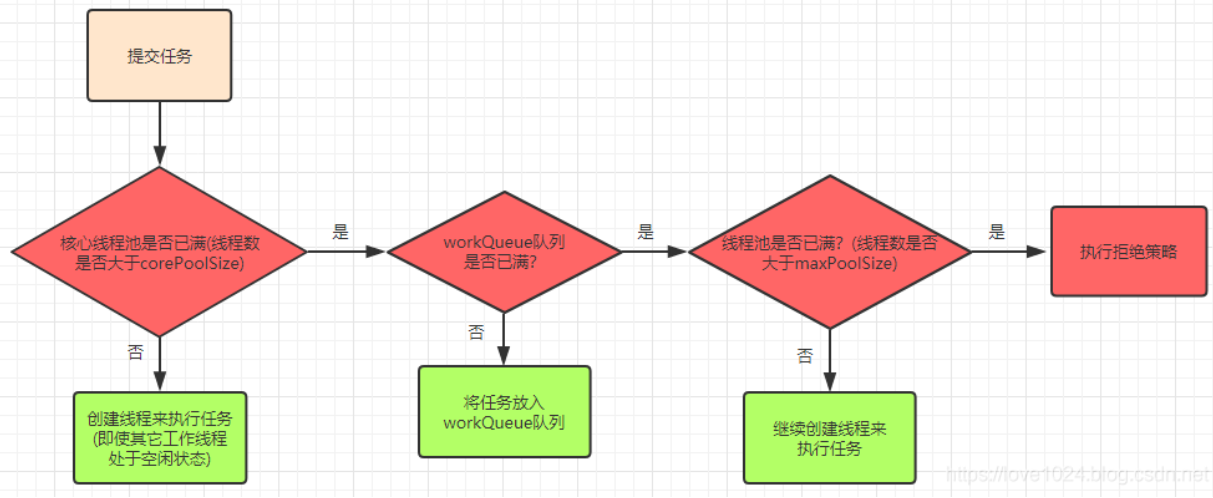 提交任务
核心线程池是否已满(线程数
是否大于corePoolSize)
是
workQueue队列
是否已满?
是
线程池是否已满？(线程数是否
大于maxPoolSize)
是
执行拒绝策略
否
否
否
创建线程来执行任务
(即使其它工作线程
处于空闲状态)
将任务放入
workQueue队列
继续创建线程来
执行任务
https://love1024.blog.csdn.net